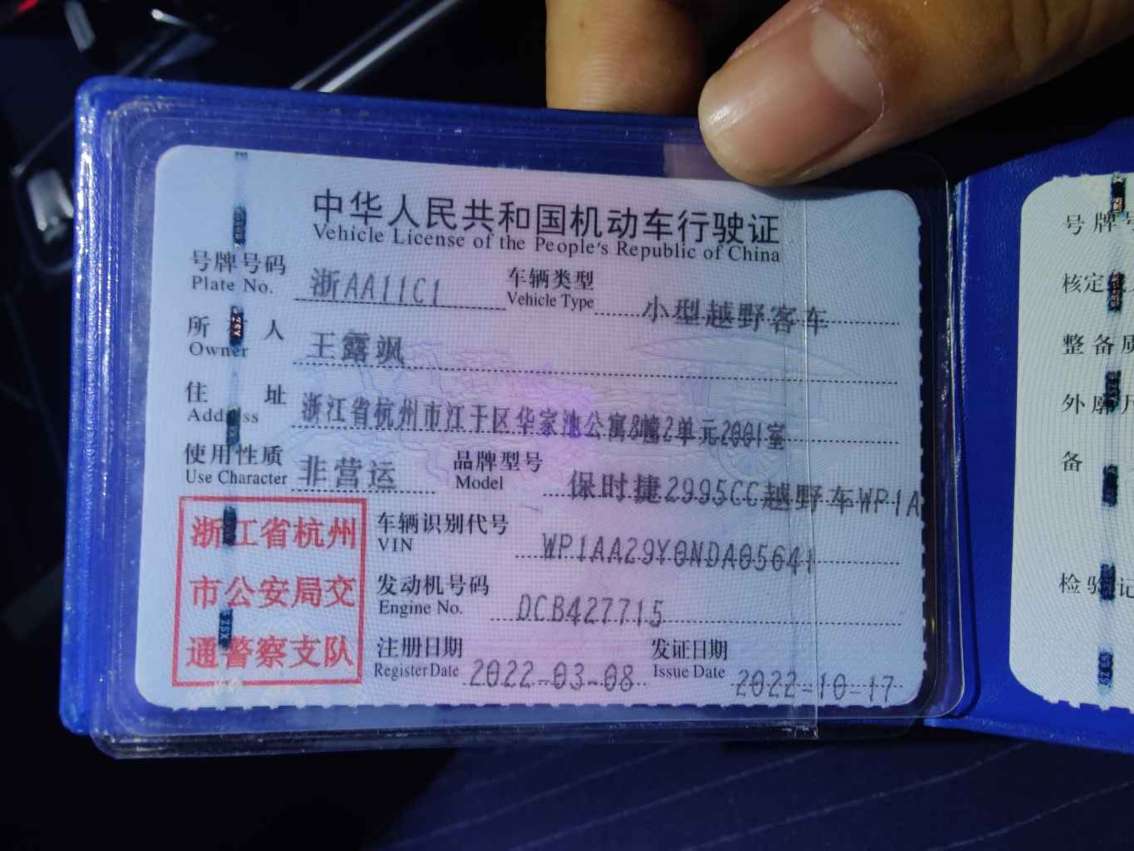 中华人民共和国机动车行驶证
Vehicle License of the People's Republic of China
号牌号码 浙AA11C1 车辆类型 小型越野客车
Plate No. Vehicle Type
所有人 王露飒
Owner
住址 浙江省杭州市江干区华家池公寓8幢2单元2001室
Address
使用性质 非营运 品牌型号 保时捷2995CC越野车WP1A
Use Character Model
浙江省杭州
市公安局交
通警察支队
车辆识别代号 WP1AA29Y0NDA05641
VIN
发动机号码 DCB427715
Engine No.
注册日期 2022-03-08 发证日期 2022-10-17
Register Date Issue Date
号牌号
核定
整备质
外廓尺
备
检验记